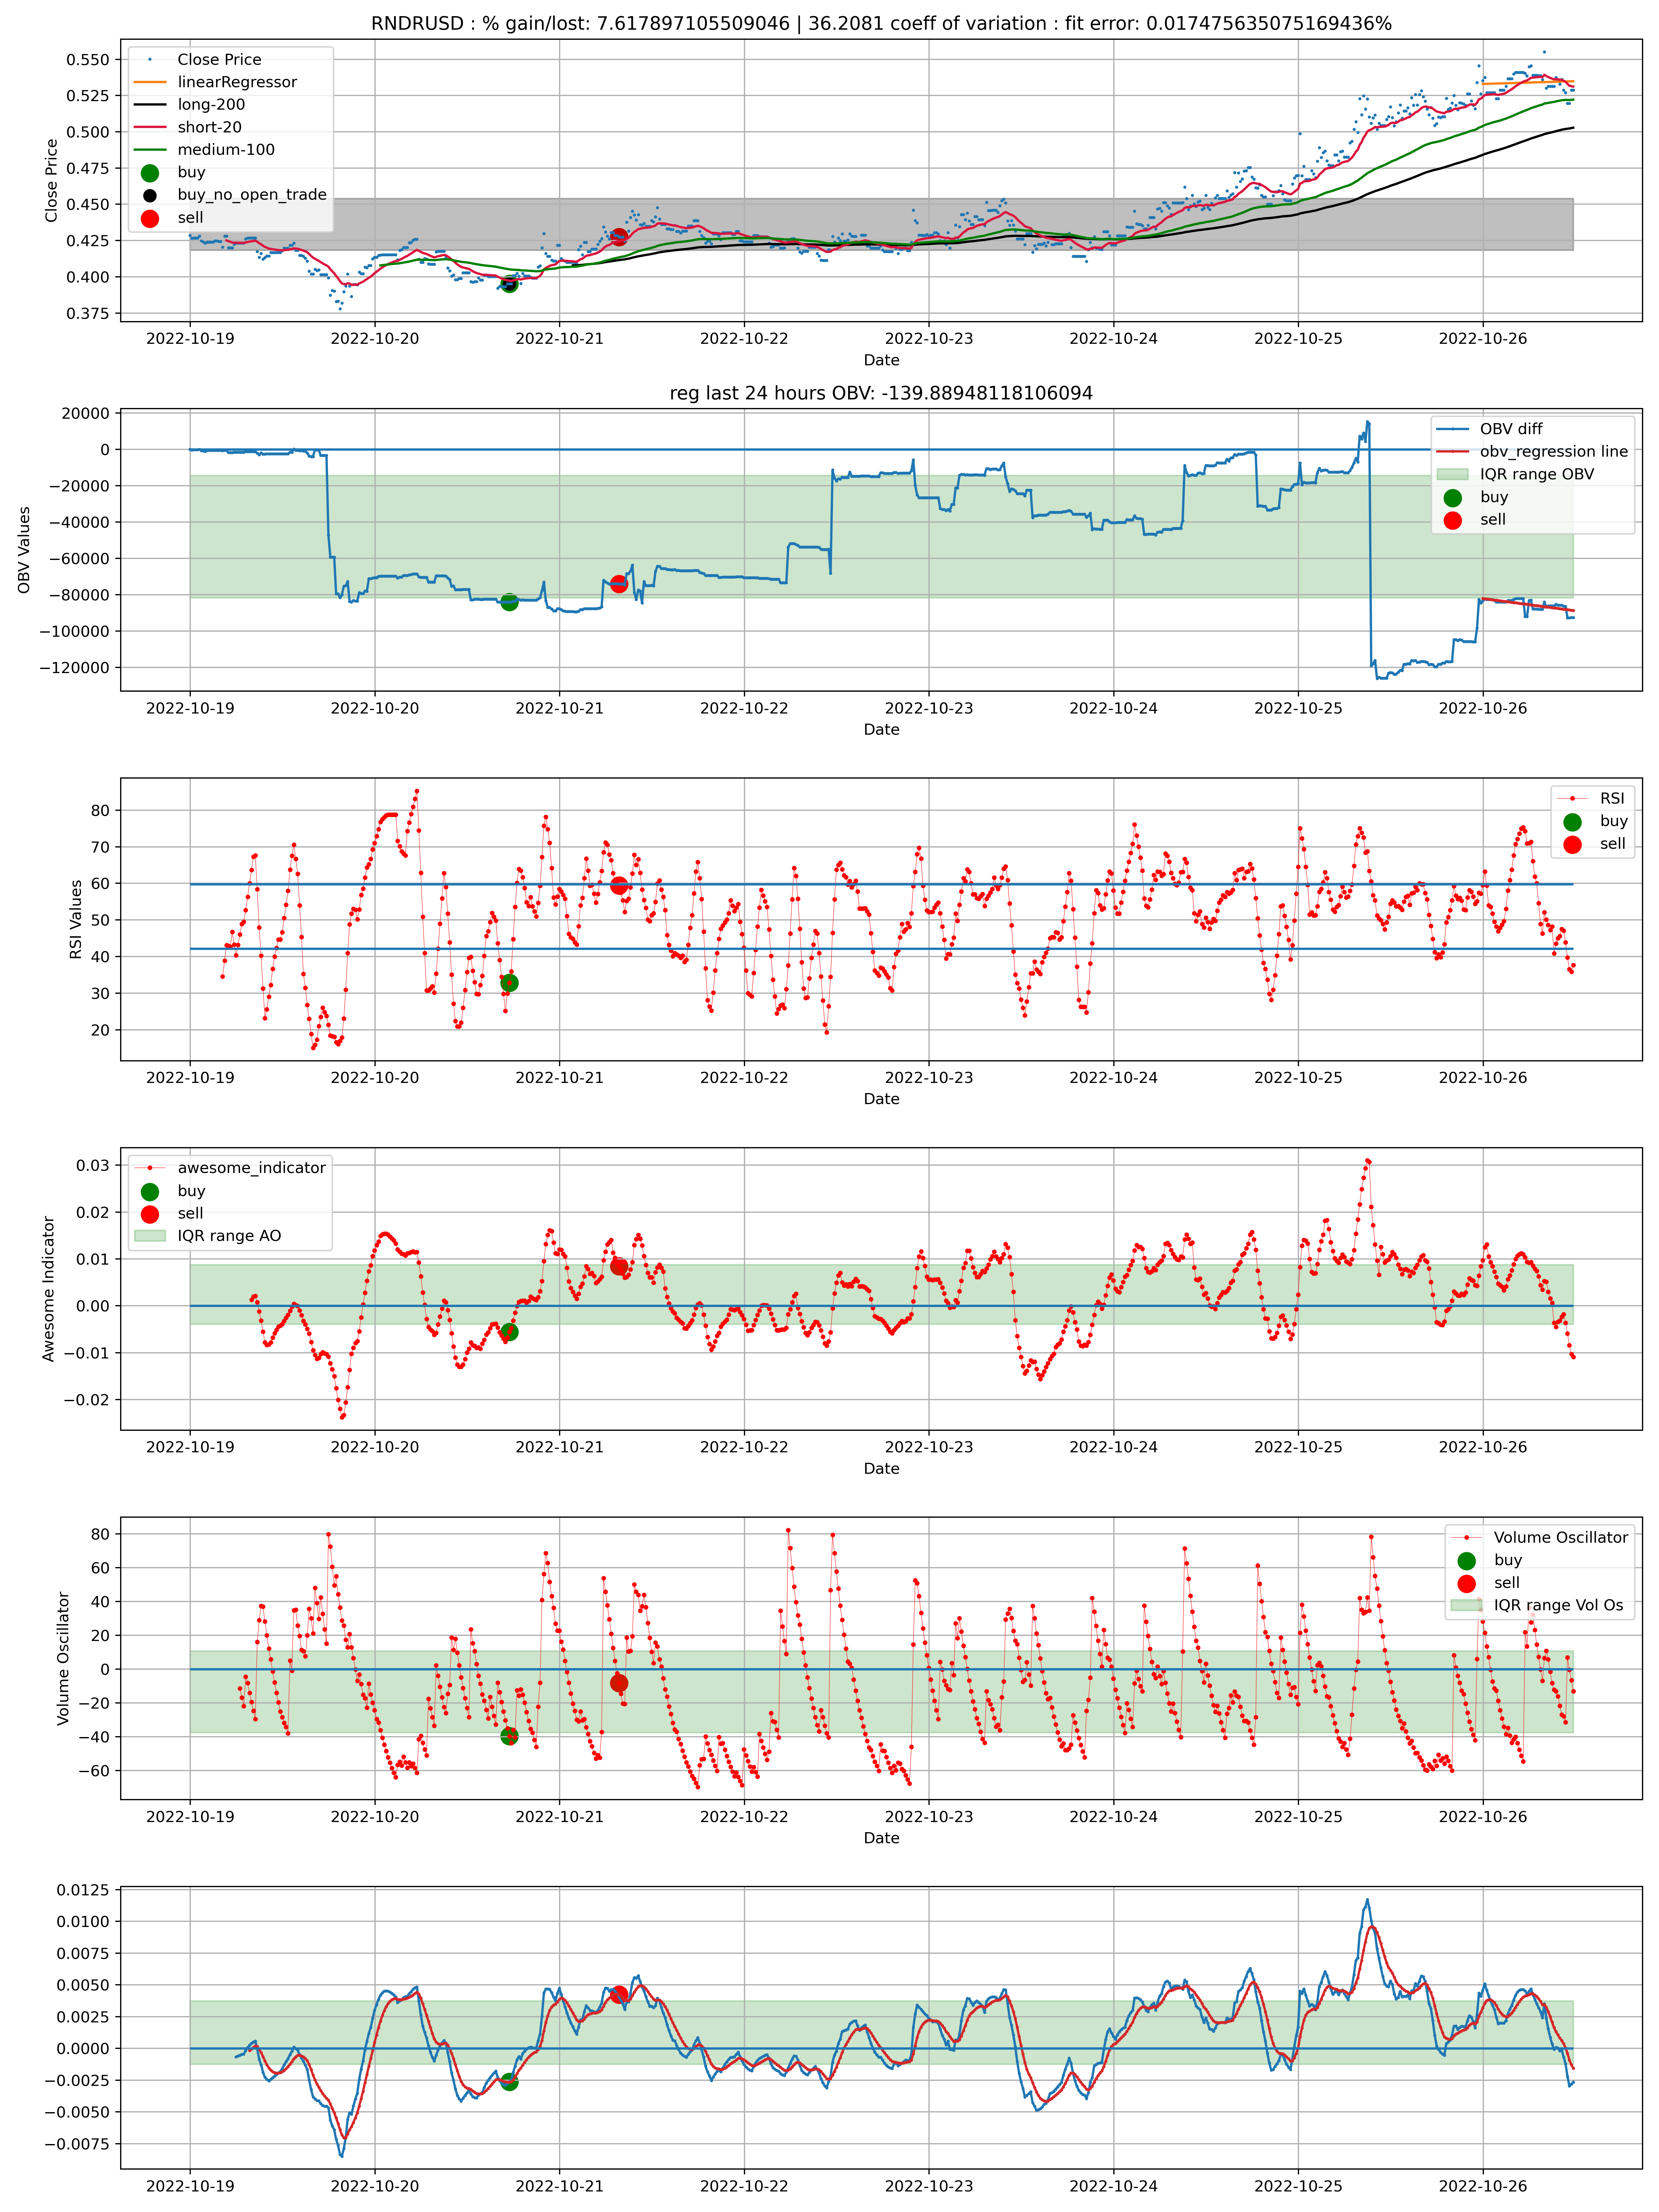 RNDRUSD : % gain/lost: 7.617897105509046 | 36.2081 coeff of variation : fit error: 0.017475635075169436%
0.550
0.525
0.500
0.475
0.450
0.425
0.400
0.375
Close Price
Close Price
linearRegressor
long-200
short-20
medium-100
buy
buy_no_open_trade
sell
2022-10-19 2022-10-20 2022-10-21 2022-10-22 2022-10-23 2022-10-24 2022-10-25 2022-10-26
Date
reg last 24 hours OBV: -139.88948118106094
20000
0
−20000
−40000
−60000
−80000
−100000
−120000
OBV Values
OBV diff
obv_regression line
IQR range OBV
buy
sell
2022-10-19 2022-10-20 2022-10-21 2022-10-22 2022-10-23 2022-10-24 2022-10-25 2022-10-26
Date
80
70
60
50
40
30
20
RSI Values
RSI
buy
sell
2022-10-19 2022-10-20 2022-10-21 2022-10-22 2022-10-23 2022-10-24 2022-10-25 2022-10-26
Date
0.03
0.02
0.01
0.00
−0.01
−0.02
Awesome Indicator
awesome_indicator
buy
sell
IQR range AO
2022-10-19 2022-10-20 2022-10-21 2022-10-22 2022-10-23 2022-10-24 2022-10-25 2022-10-26
Date
80
60
40
20
0
−20
−40
−60
Volume Oscillator
Volume Oscillator
buy
sell
IQR range Vol Os
2022-10-19 2022-10-20 2022-10-21 2022-10-22 2022-10-23 2022-10-24 2022-10-25 2022-10-26
Date
0.0125
0.0100
0.0075
0.0050
0.0025
0.0000
−0.0025
−0.0050
−0.0075
2022-10-19 2022-10-20 2022-10-21 2022-10-22 2022-10-23 2022-10-24 2022-10-25 2022-10-26